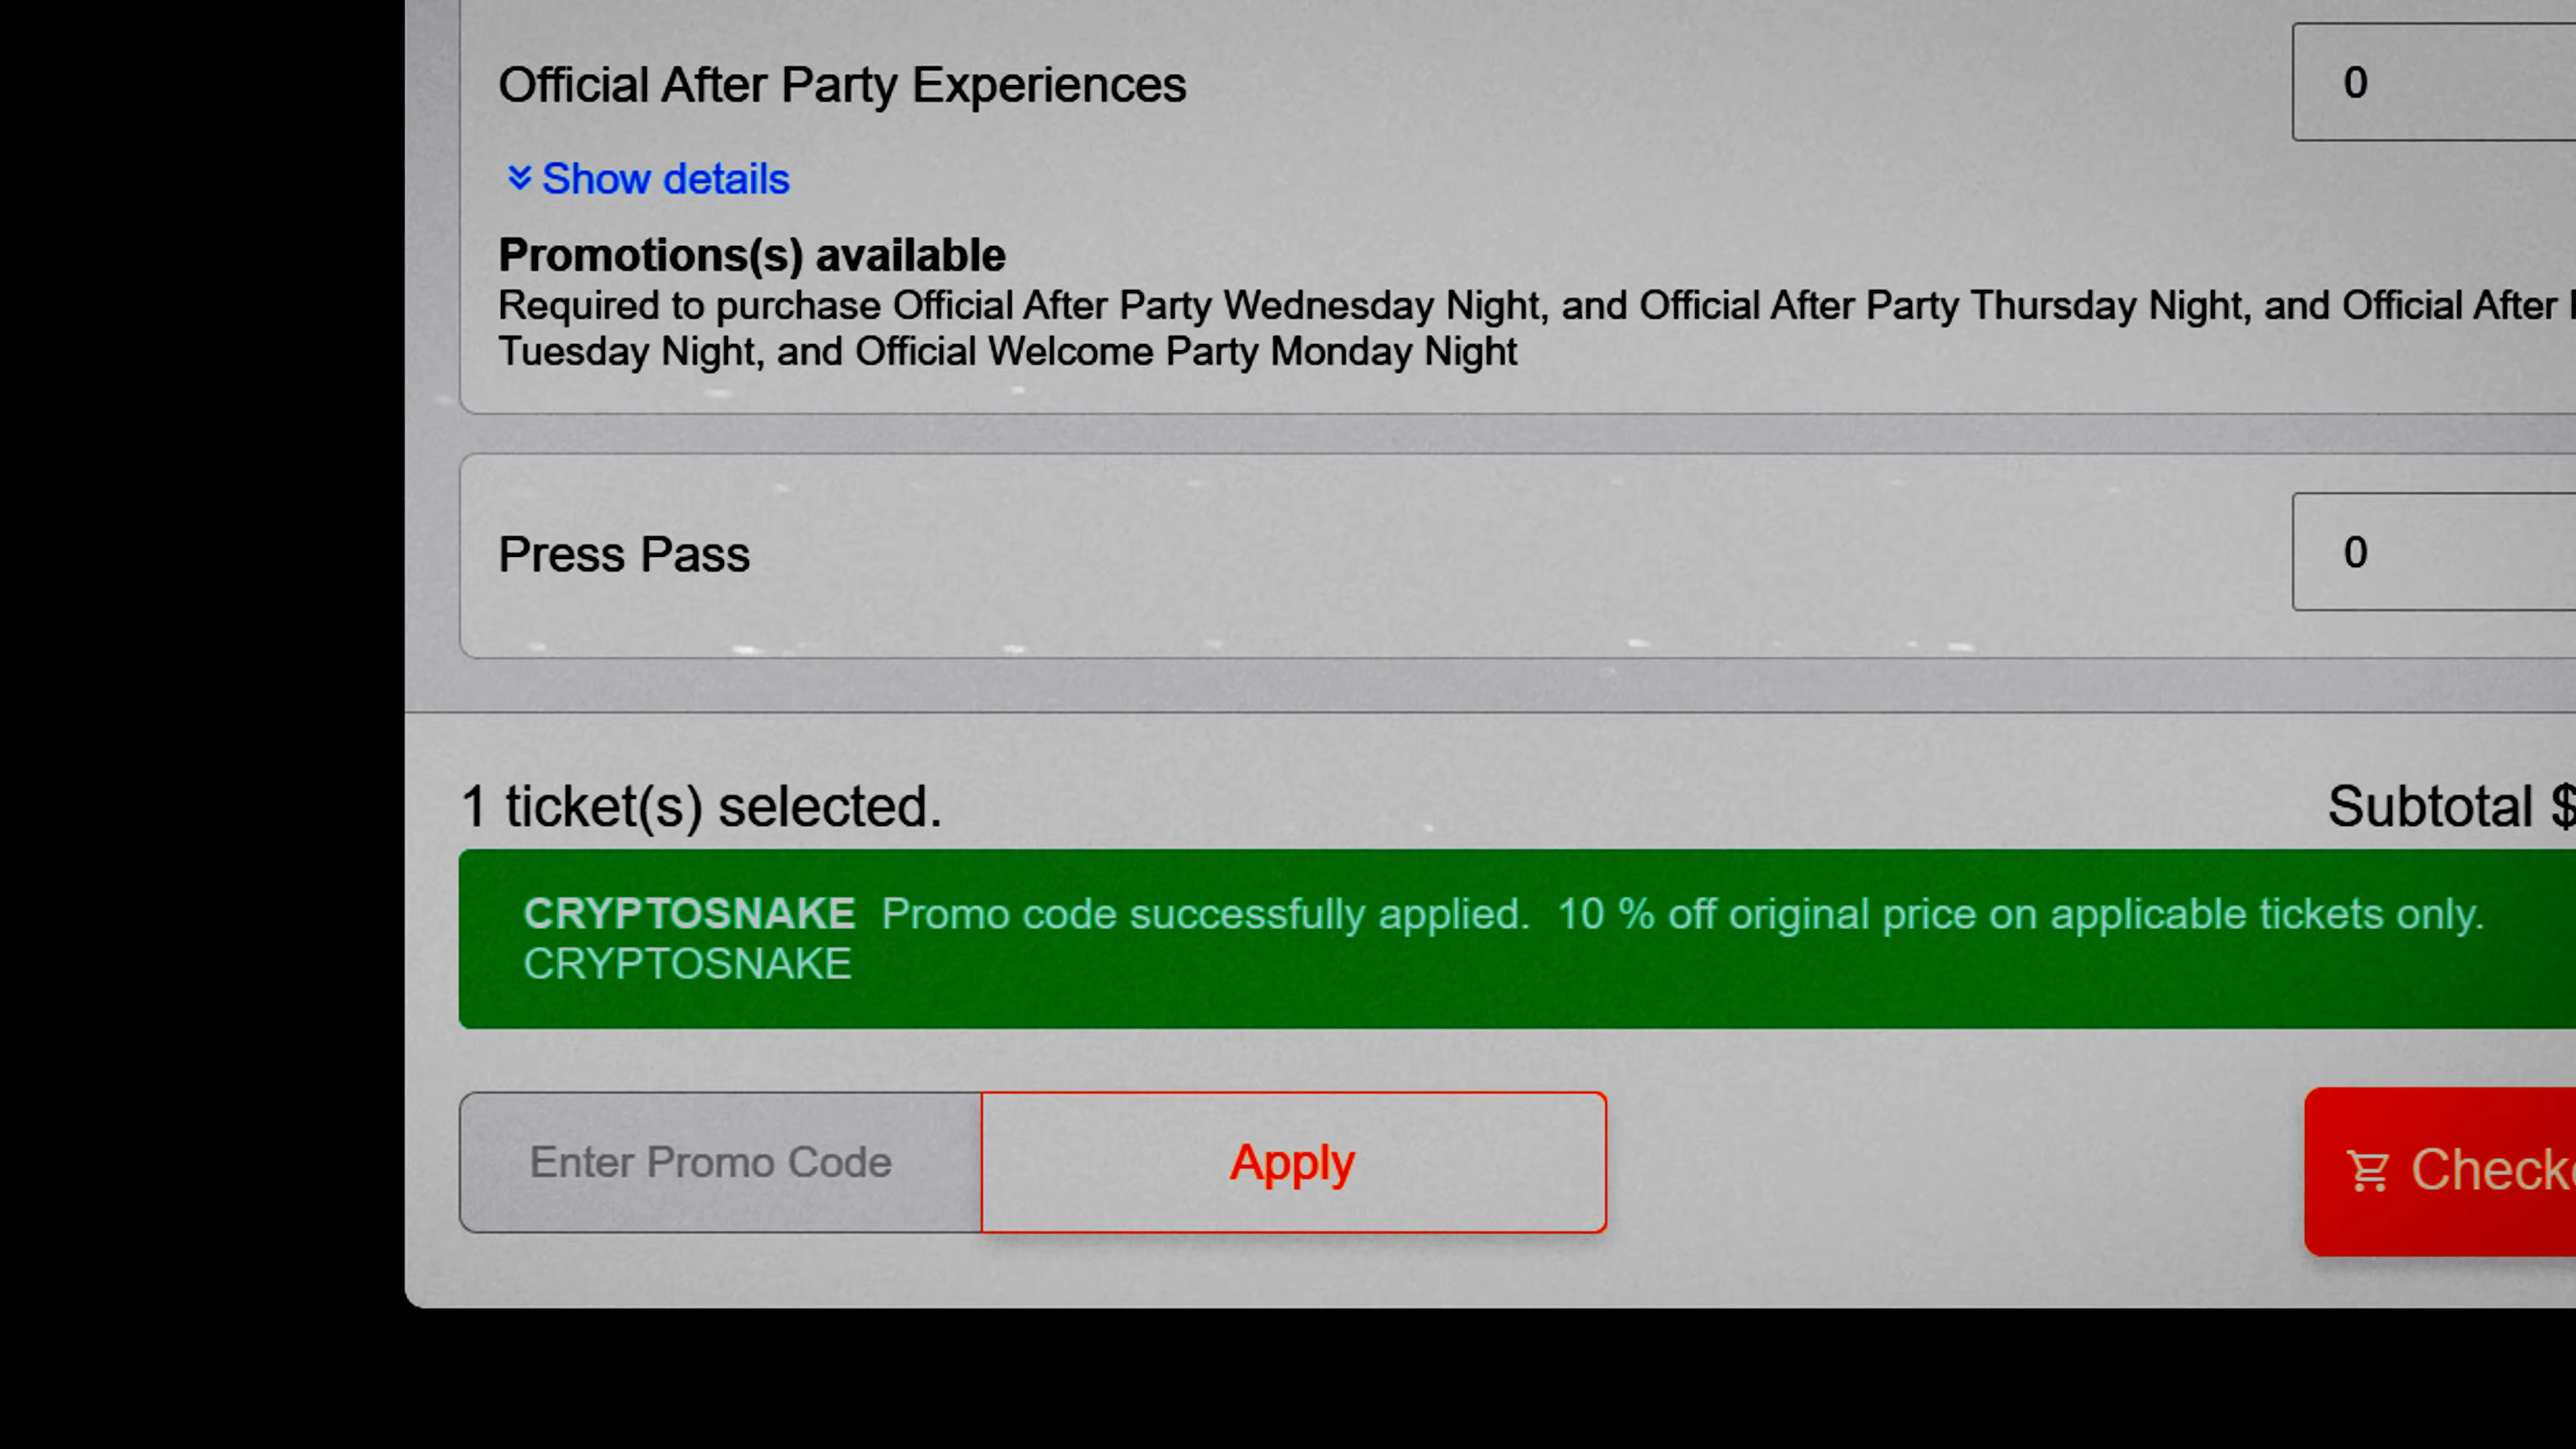 Official After Party Experiences
0
Show details
Promotions(s) available
Required to purchase Official After Party Wednesday Night, and Official After Party Thursday Night, and Official After
Tuesday Night, and Official Welcome Party Monday Night
Press Pass
0
1 ticket(s) selected.
Subtotal $
CRYPTOSNAKE Promo code successfully applied. 10 % off original price on applicable tickets only.
CRYPTOSNAKE
Enter Promo Code
Apply